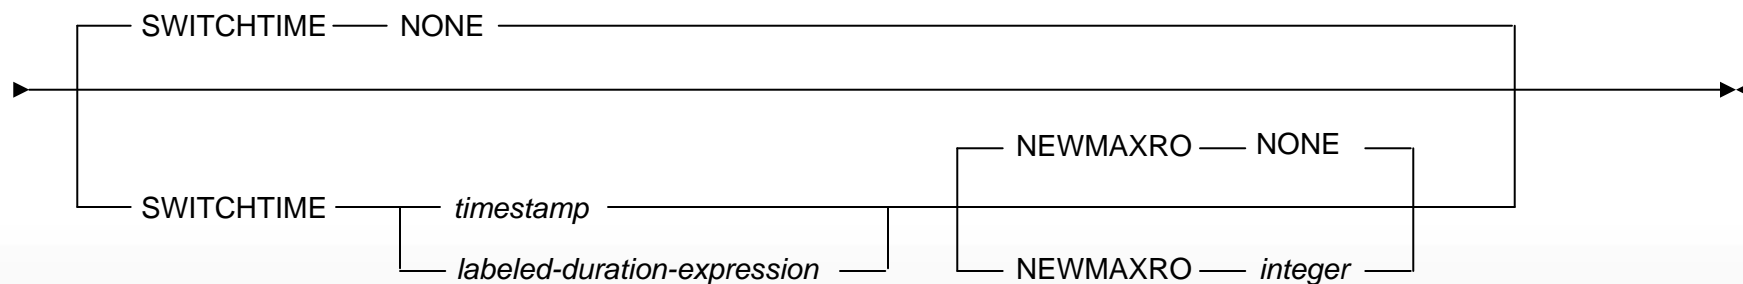 SWITCHTIME NONE
NEWMAXRO NONE
SWITCHTIME timestamp
labeled-duration-expression NEWMAXRO integer